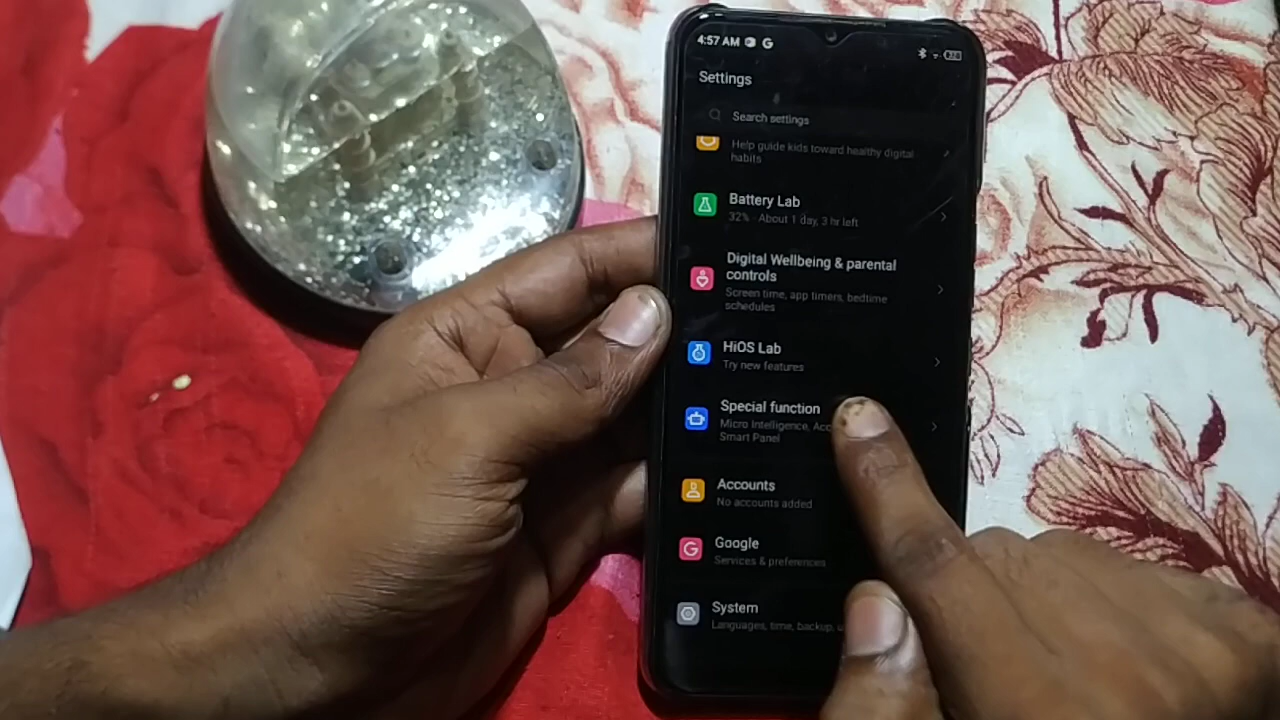 4:57 AM G
Settings
Search settings
Help guide kids toward healthy digital
habits
Battery Lab
32% · About 1 day, 3 hr left
Digital Wellbeing & parental
controls
Screen time, app timers, bedtime
schedules
HiOS Lab
Try new features
Special function
Micro Intelligence,
Smart Panel
Accounts
No accounts added
Google
Services & preferences
System
Languages, time, backup,